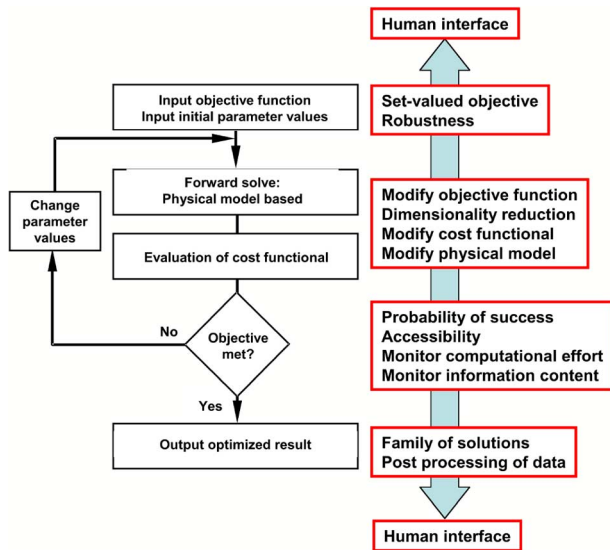 Human interface
Input objective function
Input initial parameter values
Set-valued objective
Robustness
Forward solve:
Physical model based
Change
parameter
values
Modify objective function
Dimensionality reduction
Modify cost functional
Modify physical model
Evaluation of cost functional
No
Objective
met?
Probability of success
Accessibility
Monitor computational effort
Monitor information content
Yes
Output optimized result
Family of solutions
Post processing of data
Human interface